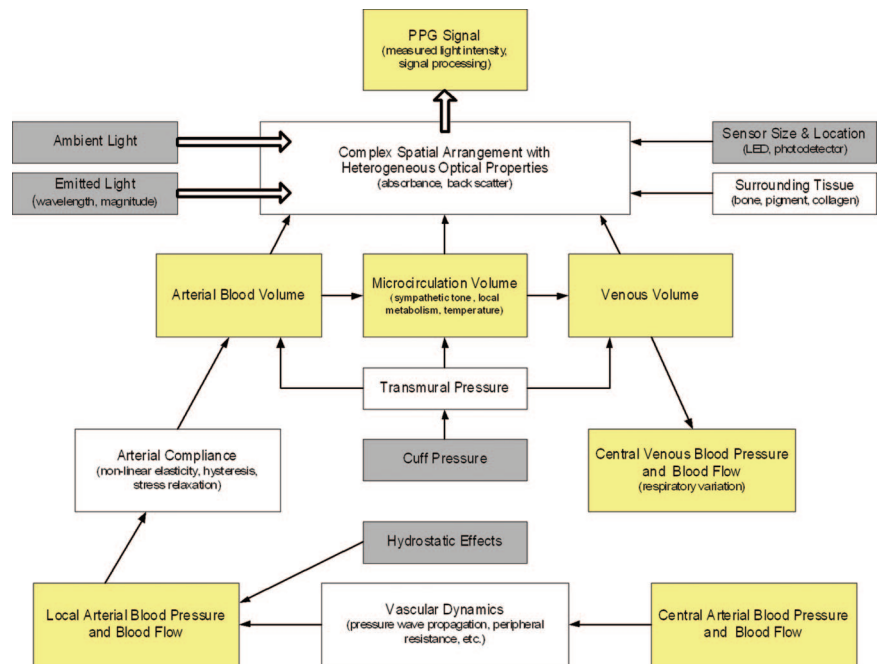 PPG Signal
(measured light intensity,
signal processing)
Ambient Light
Emitted Light
(wavelength, magnitude)
Complex Spatial Arrangement with
Heterogeneous Optical Properties
(absorbance, back scatter)
Sensor Size & Location
(LED, photodetector)
Surrounding Tissue
(bone, pigment, collagen)
Arterial Blood Volume
Microcirculation Volume
(sympathetic tone, local
metabolism, temperature)
Venous Volume
Transmural Pressure
Arterial Compliance
(non-linear elasticity, hysteresis,
stress relaxation)
Cuff Pressure
Central Venous Blood Pressure
and Blood Flow
(respiratory variation)
Hydrostatic Effects
Local Arterial Blood Pressure
and Blood Flow
Vascular Dynamics
(pressure wave propagation, peripheral
resistance, etc.)
Central Arterial Blood Pressure
and Blood Flow